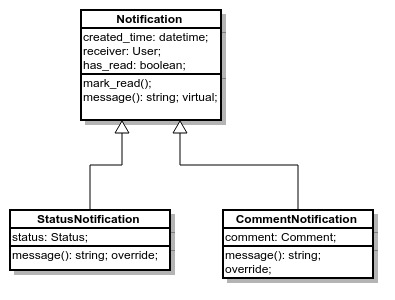 Notification
created_time: datetime;
receiver: User;
has_read: boolean;
mark_read();
message(): string; virtual;
StatusNotification
status: Status;
message(): string; override;
CommentNotification
comment: Comment;
message(): string;
override;